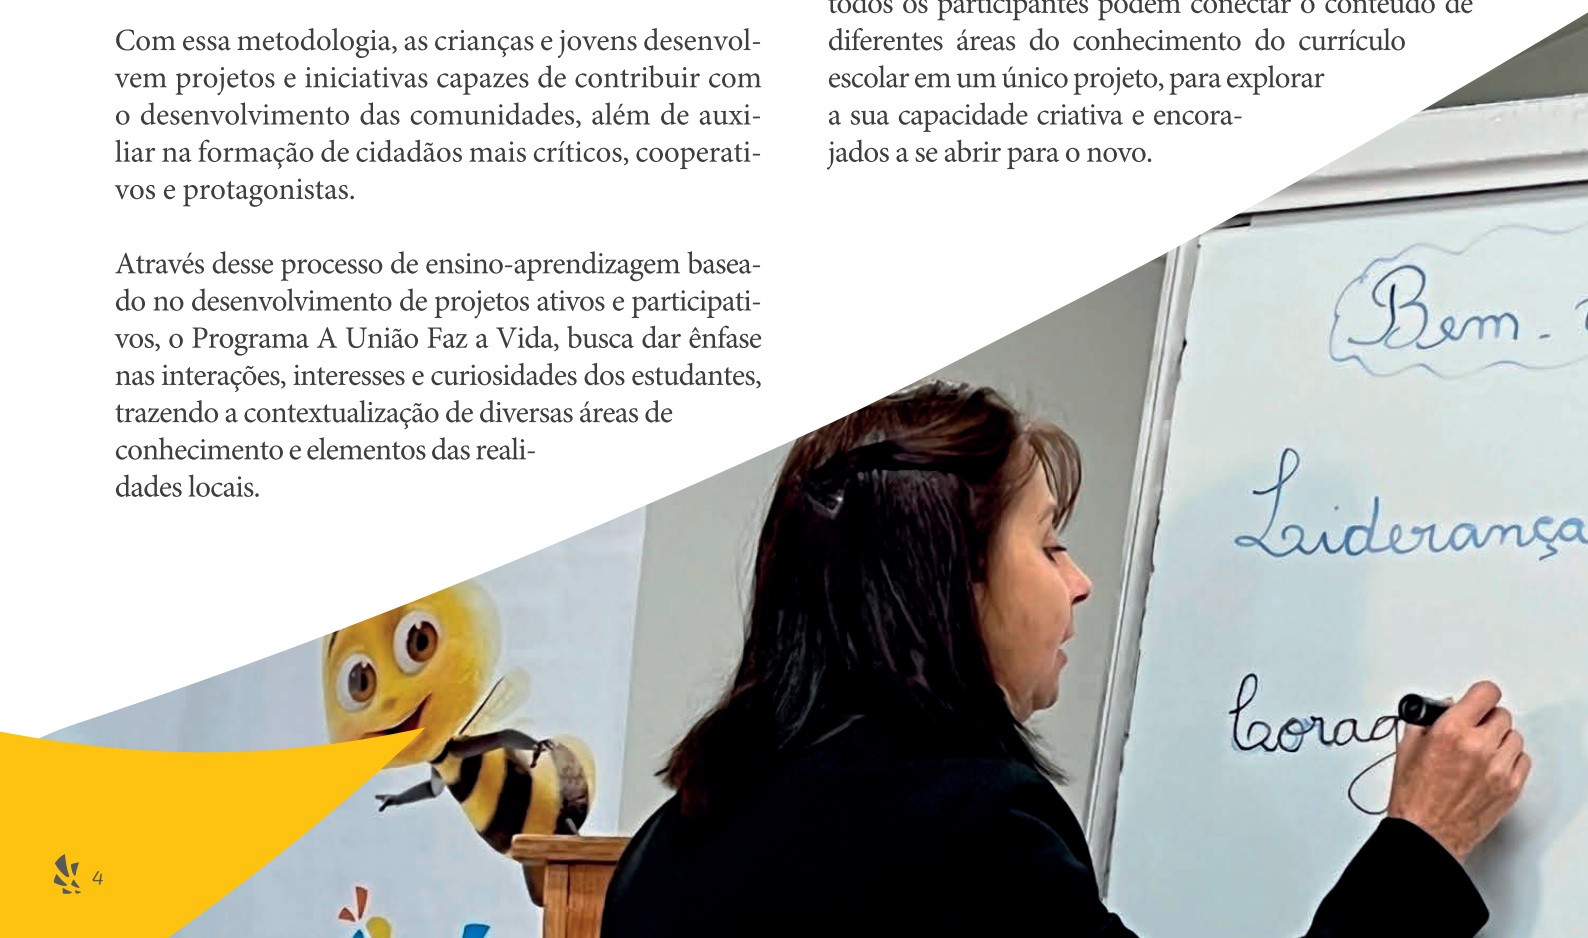 Com essa metodologia, as crianças e jovens desenvol-
vem projetos e iniciativas capazes de contribuir com
o desenvolvimento das comunidades, além de auxi-
liar na formação de cidadãos mais críticos, cooperati-
vos e protagonistas.
Através desse processo de ensino-aprendizagem basea-
do no desenvolvimento de projetos ativos e participati-
vos, o Programa A União Faz a Vida, busca dar ênfase
nas interações, interesses e curiosidades dos estudantes,
trazendo a contextualização de diversas áreas de
conhecimento e elementos das reali-
dades locais.
todos os participantes podem conectar o conteúdo de
diferentes áreas do conhecimento do currículo
escolar em um único projeto, para explorar
a sua capacidade criativa e encora-
jados a se abrir para o novo.
Bem-
Liderança
Corag
4